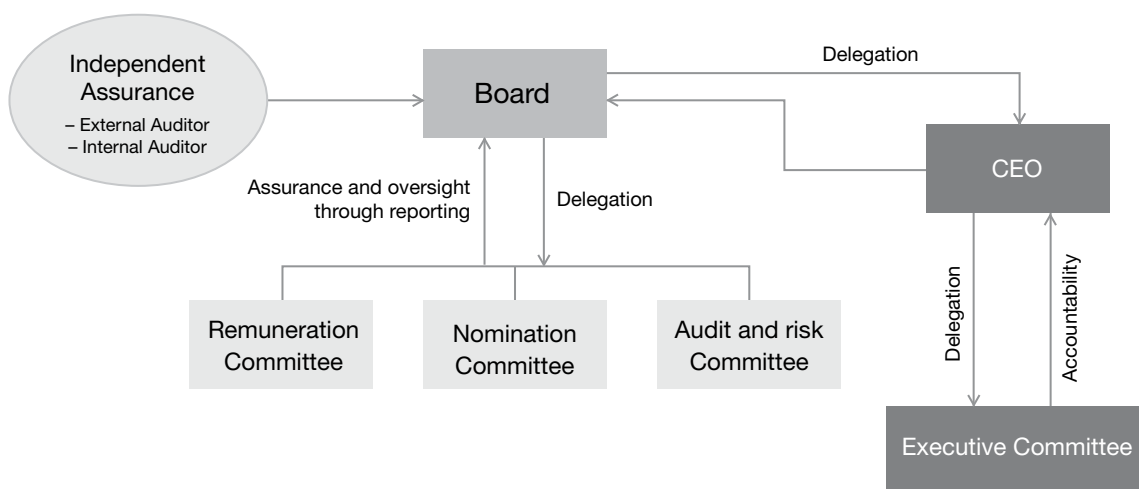 Independent
Assurance
– External Auditor
– Internal Auditor
Board
Delegation
CEO
Assurance and oversight
through reporting
Delegation
Delegation
Accountability
Remuneration
Committee
Nomination
Committee
Audit and risk
Committee
Executive Committee